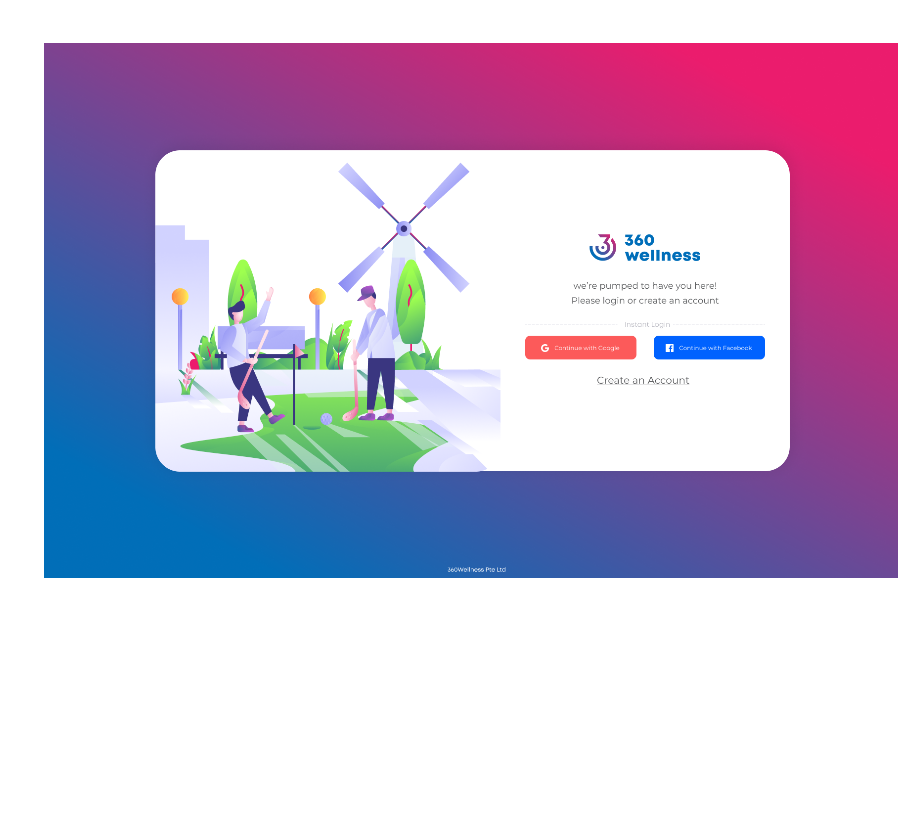 360
wellness
we're pumped to have you here!
Please login or create an account
Instant Login
Continue with Google
Continue with Facebook
Create an Account
360Wellness Pte Ltd